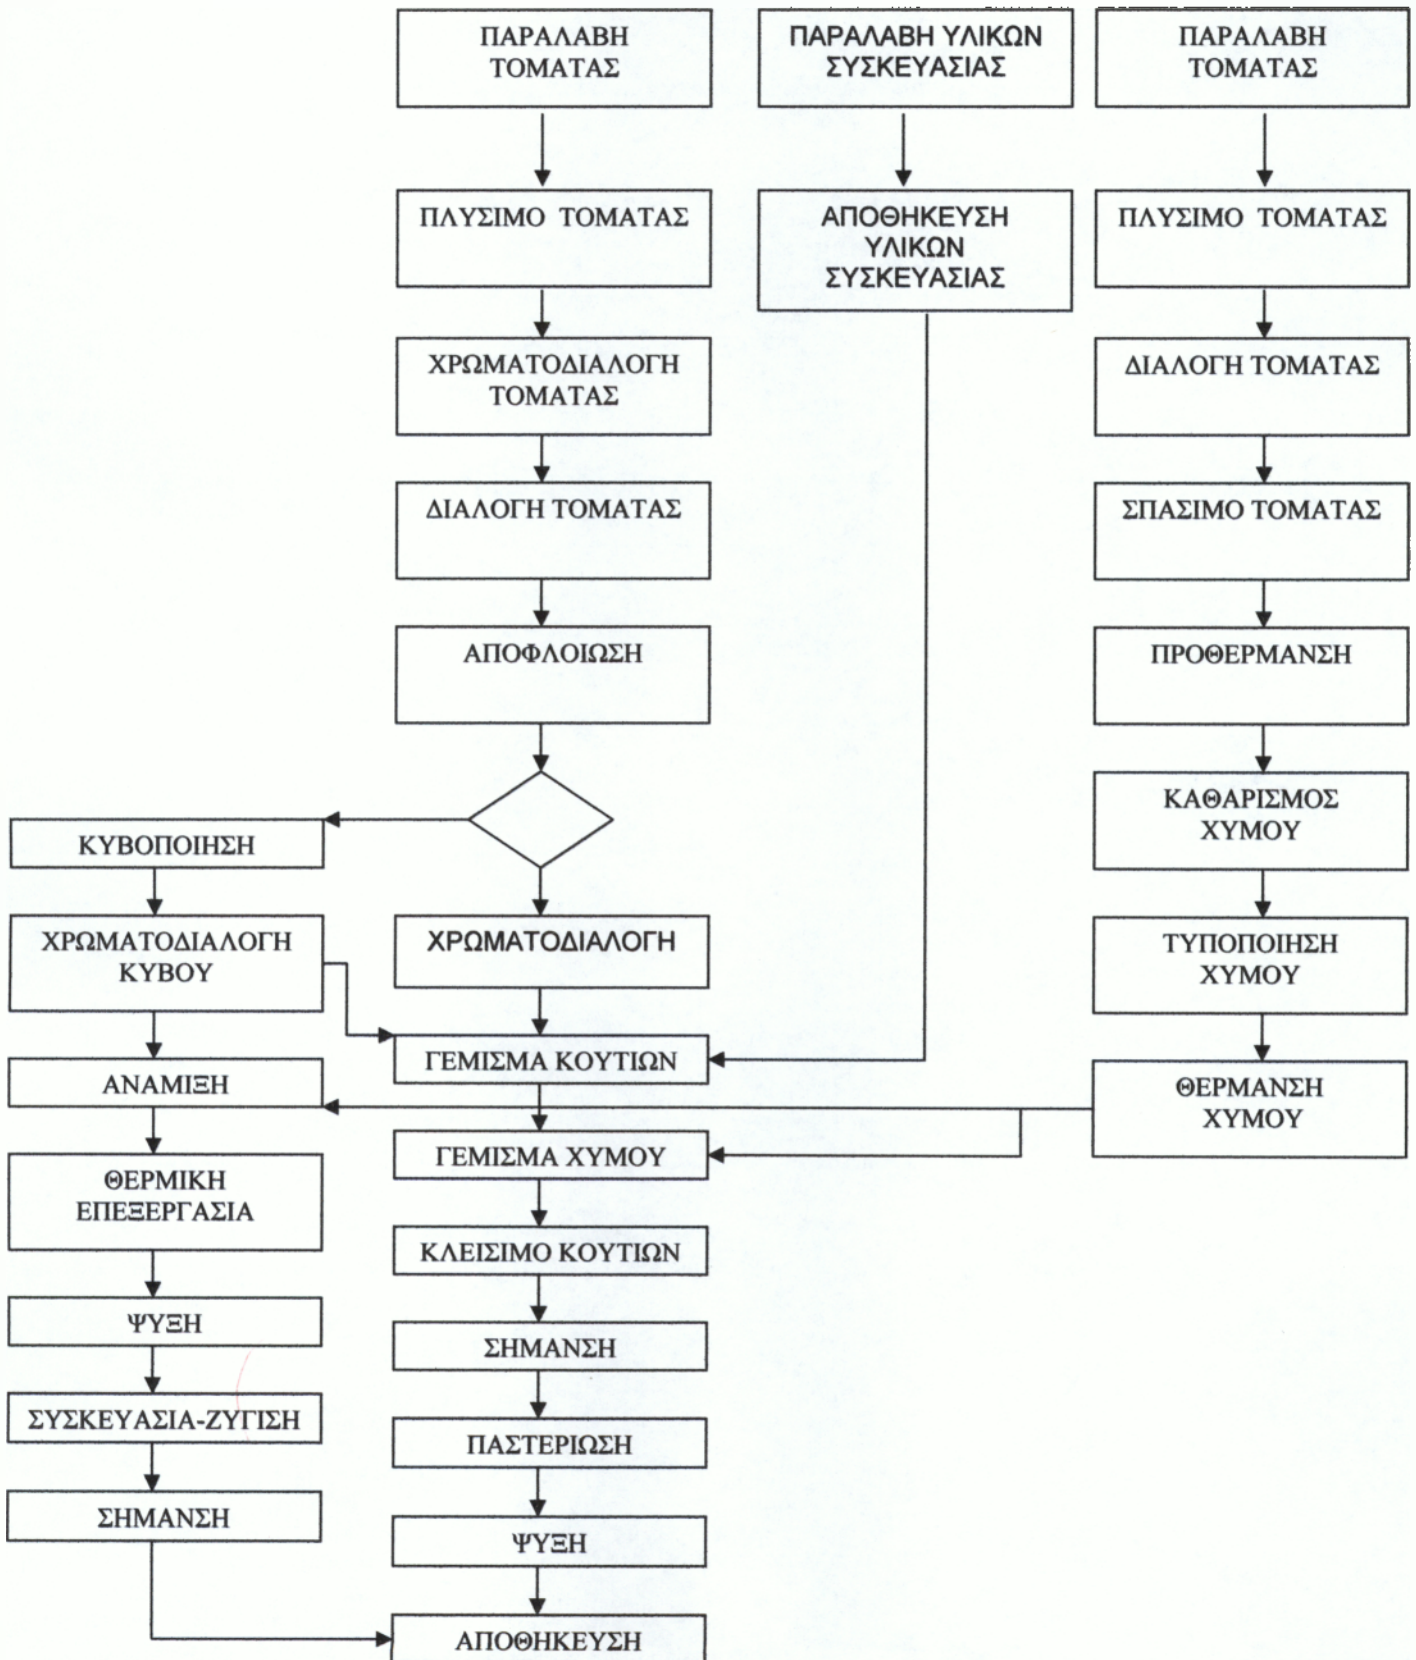 ΠΑΡΑΛΑΒΗ
ΤΟΜΑΤΑΣ
ΠΑΡΑΛΑΒΗ ΥΛΙΚΩΝ
ΣΥΣΚΕΥΑΣΙΑΣ
ΠΑΡΑΛΑΒΗ
ΤΟΜΑΤΑΣ
ΠΛΥΣΙΜΟ ΤΟΜΑΤΑΣ
ΑΠΟΘΗΚΕΥΣΗ
ΥΛΙΚΩΝ
ΣΥΣΚΕΥΑΣΙΑΣ
ΠΛΥΣΙΜΟ ΤΟΜΑΤΑΣ
ΧΡΩΜΑΤΟΔΙΑΛΟΓΗ
ΤΟΜΑΤΑΣ
ΔΙΑΛΟΓΗ ΤΟΜΑΤΑΣ
ΔΙΑΛΟΓΗ ΤΟΜΑΤΑΣ
ΣΠΑΣΙΜΟ ΤΟΜΑΤΑΣ
ΑΠΟΦΛΟΙΩΣΗ
ΠΡΟΘΕΡΜΑΝΣΗ
ΚΑΘΑΡΙΣΜΟΣ
ΧΥΜΟΥ
ΚΥΒΟΠΟΙΗΣΗ
ΧΡΩΜΑΤΟΔΙΑΛΟΓΗ
ΚΥΒΟΥ
ΧΡΩΜΑΤΟΔΙΑΛΟΓΗ
ΤΥΠΟΠΟΙΗΣΗ
ΧΥΜΟΥ
ΓΕΜΙΣΜΑ ΚΟΥΤΙΩΝ
ΑΝΑΜΙΞΗ
ΘΕΡΜΑΝΣΗ
ΧΥΜΟΥ
ΓΕΜΙΣΜΑ ΧΥΜΟΥ
ΘΕΡΜΙΚΗ
ΕΠΕΞΕΡΓΑΣΙΑ
ΚΛΕΙΣΙΜΟ ΚΟΥΤΙΩΝ
ΨΥΞΗ
ΣΗΜΑΝΣΗ
ΣΥΣΚΕΥΑΣΙΑ-ΖΥΓΙΣΗ
ΠΑΣΤΕΡΙΩΣΗ
ΣΗΜΑΝΣΗ
ΨΥΞΗ
ΑΠΟΘΗΚΕΥΣΗ